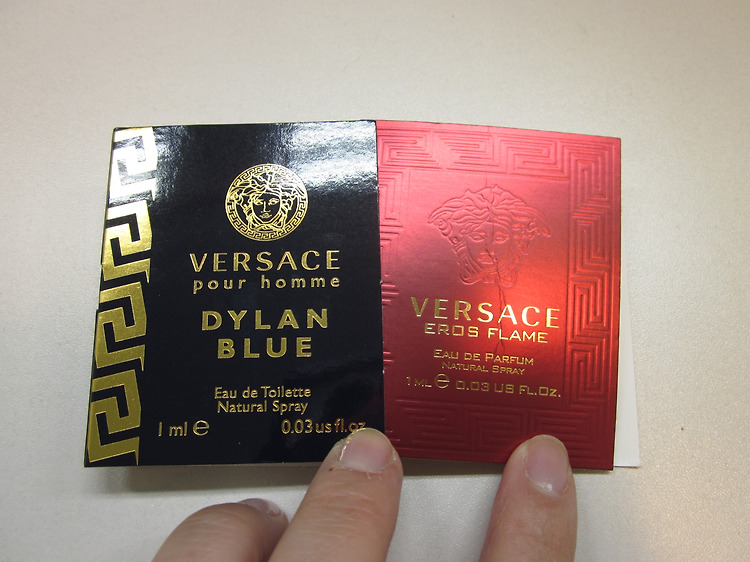 VERSACE
pour homme
DYLAN
BLUE
Eau de Toilette
Natural Spray
1 ml ℮ 0.03 us fl.oz
VERSACE
EROS FLAME
EAU DE PARFUM
NATURAL SPRAY
1 ML ℮ 0.03 US FL.OZ.